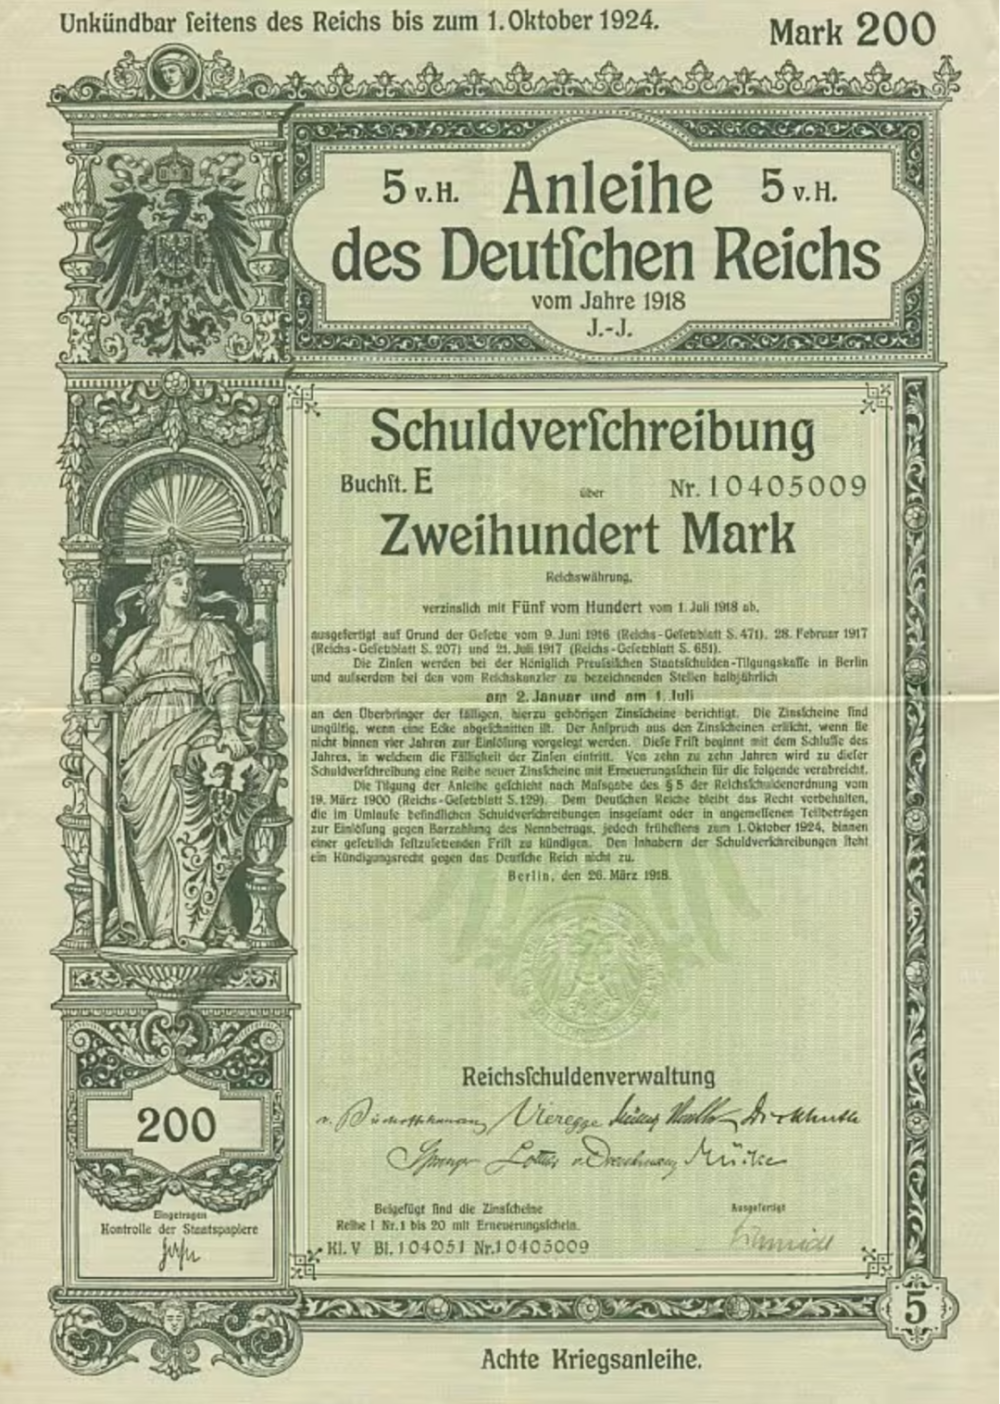 Unkündbar ſeitens des Reichs bis zum 1. Oktober 1924.
Mark 200
5 v.H. Anleihe 5 v.H.
des Deutſchen Reichs
vom Jahre 1918
J.-J.
Schuldverſchreibung
Buchſt. E über Nr. 10405009
Zweihundert Mark
Reichswährung,
verzinslich mit Fünf vom Hundert vom 1. Juli 1918 ab,
ausgefertigt auf Grund der Geſetze vom 9. Juni 1916 (Reichs-Geſetzblatt S. 471), 28. Februar 1917
(Reichs-Geſetzblatt S. 207) und 21. Juli 1917 (Reichs-Geſetzblatt S. 651).
Die Zinſen werden bei der Königlich Preußiſchen Staatsſchulden-Tilgungskaſſe in Berlin
und außerdem bei den vom Reichskanzler zu bezeichnenden Stellen halbjährlich
am 2. Januar und am 1. Juli
an den Überbringer der fälligen, hierzu gehörigen Zinsſcheine berichtigt. Die Zinsſcheine ſind
ungültig, wenn eine Ecke abgeſchnitten iſt. Der Anſpruch aus den Zinsſcheinen erliſcht, wenn ſie
nicht binnen vier Jahren zur Einlöſung vorgelegt werden. Dieſe Friſt beginnt mit dem Schluſſe des
Jahres, in welchem die Fälligkeit der Zinſen eintritt. Von zehn zu zehn Jahren wird zu dieſer
Schuldverſchreibung eine Reihe neuer Zinsſcheine mit Erneuerungsſchein für die folgende verabreicht.
Die Tilgung der Anleihe geſchieht nach Maßgabe des § 5 der Reichsſchuldenordnung vom
19. März 1900 (Reichs-Geſetzblatt S. 129). Dem Deutſchen Reiche bleibt das Recht vorbehalten,
die im Umlaufe befindlichen Schuldverſchreibungen insgeſamt oder in angemeſſenen Teilbeträgen
zur Einlöſung gegen Barzahlung des Nennbetrags, jedoch früheſtens zum 1. Oktober 1924, binnen
einer geſetzlich feſtzuſetzenden Friſt zu kündigen. Den Inhabern der Schuldverſchreibungen ſteht
ein Kündigungsrecht gegen das Deutſche Reich nicht zu.
Berlin, den 26. März 1918.
Reichsſchuldenverwaltung
v. Bischoffshausen Vieregge
Springer Mücke
200
Eingetragen
Kontrolle der Staatspapiere
Beigefügt ſind die Zinsſcheine
Reihe I Nr. 1 bis 20 mit Erneuerungsſchein.
Kl. V Bl. 104051 Nr. 10405009
Ausgefertigt
Schmidt
5
Achte Kriegsanleihe.